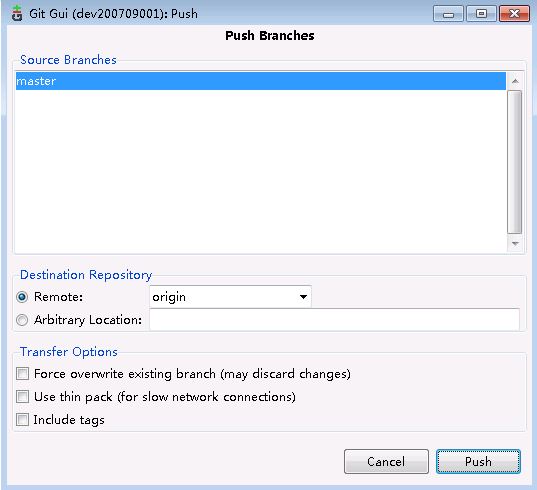 Git Gui (dev200709001): Push
Push Branches
Source Branches
master
Destination Repository
Remote: origin
Arbitrary Location:
Transfer Options
Force overwrite existing branch (may discard changes)
Use thin pack (for slow network connections)
Include tags
Cancel Push